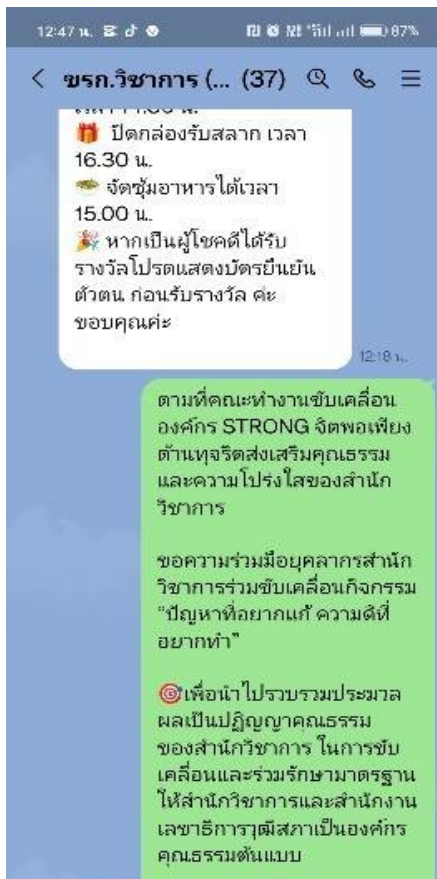 12:47 น. 87%
ขรก.วิชาการ (... (37)
🎁 ปิดกล่องรับสลาก เวลา
16.30 น.
🥗 จัดซุ้มอาหารได้เวลา
15.00 น.
🎉 หากเป็นผู้โชคดีได้รับ
รางวัลโปรดแสดงบัตรยืนยัน
ตัวตน ก่อนรับรางวัล ค่ะ
ขอบคุณค่ะ
12:18 น.
ตามที่คณะทำงานขับเคลื่อน
องค์กร STRONG จิตพอเพียง
ต้านทุจริตส่งเสริมคุณธรรม
และความโปร่งใสของสำนัก
วิชาการ
ขอความร่วมมือบุคลากรสำนัก
วิชาการร่วมขับเคลื่อนกิจกรรม
“ปัญหาที่อยากแก้ ความดีที่
อยากทำ”
🎯เพื่อนำไปรวบรวมประมวล
ผลเป็นปฏิญญาคุณธรรม
ของสำนักวิชาการ ในการขับ
เคลื่อนและร่วมรักษามาตรฐาน
ให้สำนักวิชาการและสำนักงาน
เลขาธิการวุฒิสภาเป็นองค์กร
คุณธรรมต้นแบบ